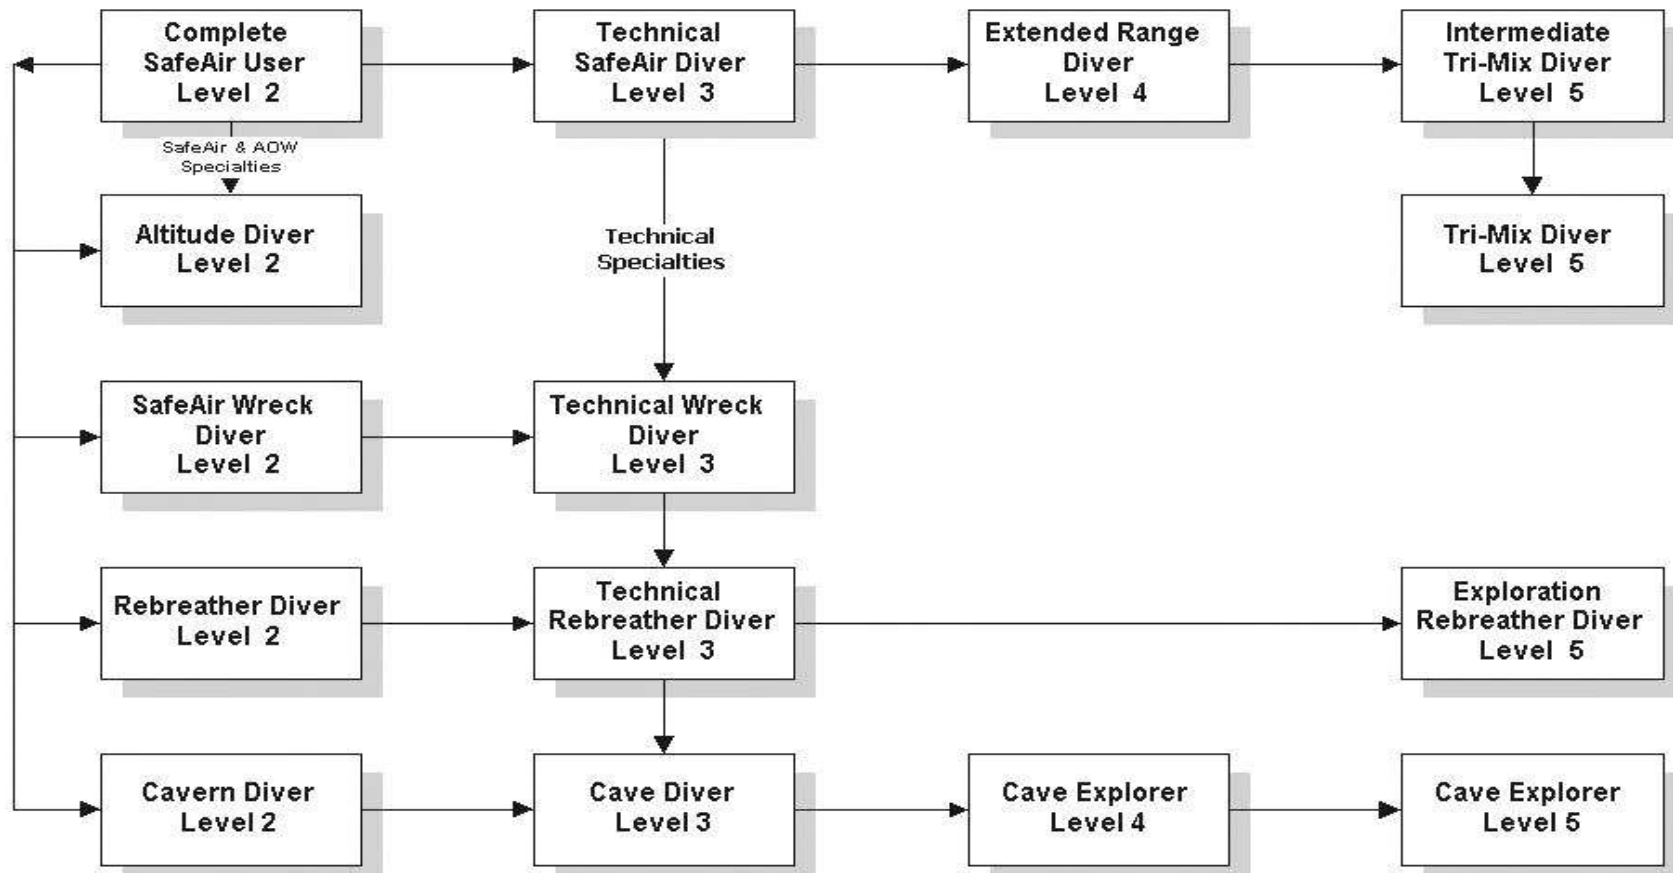 Complete
SafeAir User
Level 2
Technical
SafeAir Diver
Level 3
Extended Range
Diver
Level 4
Intermediate
Tri-Mix Diver
Level 5
SafeAir & AOW
Specialties
Altitude Diver
Level 2
Technical
Specialties
Tri-Mix Diver
Level 5
SafeAir Wreck
Diver
Level 2
Technical Wreck
Diver
Level 3
Rebreather Diver
Level 2
Technical
Rebreather Diver
Level 3
Exploration
Rebreather Diver
Level 5
Cavern Diver
Level 2
Cave Diver
Level 3
Cave Explorer
Level 4
Cave Explorer
Level 5